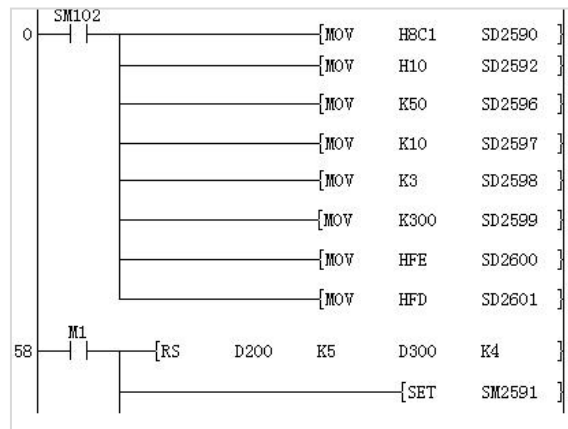 SM102
0 [MOV H8C1 SD2590 ]
[MOV H10 SD2592 ]
[MOV K50 SD2596 ]
[MOV K10 SD2597 ]
[MOV K3 SD2598 ]
[MOV K300 SD2599 ]
[MOV HFE SD2600 ]
[MOV HFD SD2601 ]
M1
58 [RS D200 K5 D300 K4 ]
[SET SM2591 ]